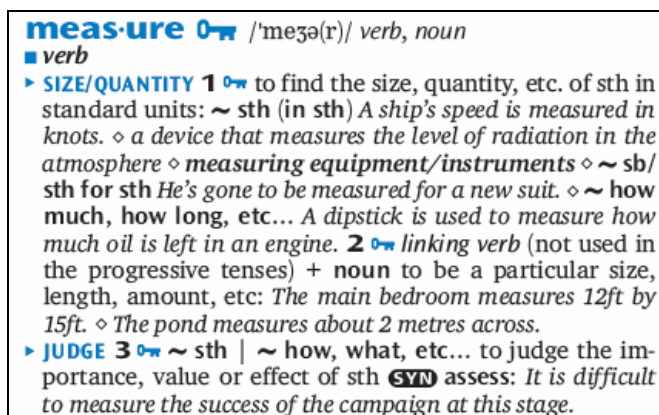 meas·ure /ˈmeʒə(r)/ verb, noun
■ verb
▶ SIZE/QUANTITY 1 to find the size, quantity, etc. of sth in
standard units: ~ sth (in sth) A ship's speed is measured in
knots. ◇ a device that measures the level of radiation in the
atmosphere ◇ measuring equipment/instruments ◇ ~ sb/
sth for sth He's gone to be measured for a new suit. ◇ ~ how
much, how long, etc… A dipstick is used to measure how
much oil is left in an engine. 2 linking verb (not used in
the progressive tenses) + noun to be a particular size,
length, amount, etc: The main bedroom measures 12ft by
15ft. ◇ The pond measures about 2 metres across.
▶ JUDGE 3 ~ sth | ~ how, what, etc… to judge the im-
portance, value or effect of sth SYN assess: It is difficult
to measure the success of the campaign at this stage.